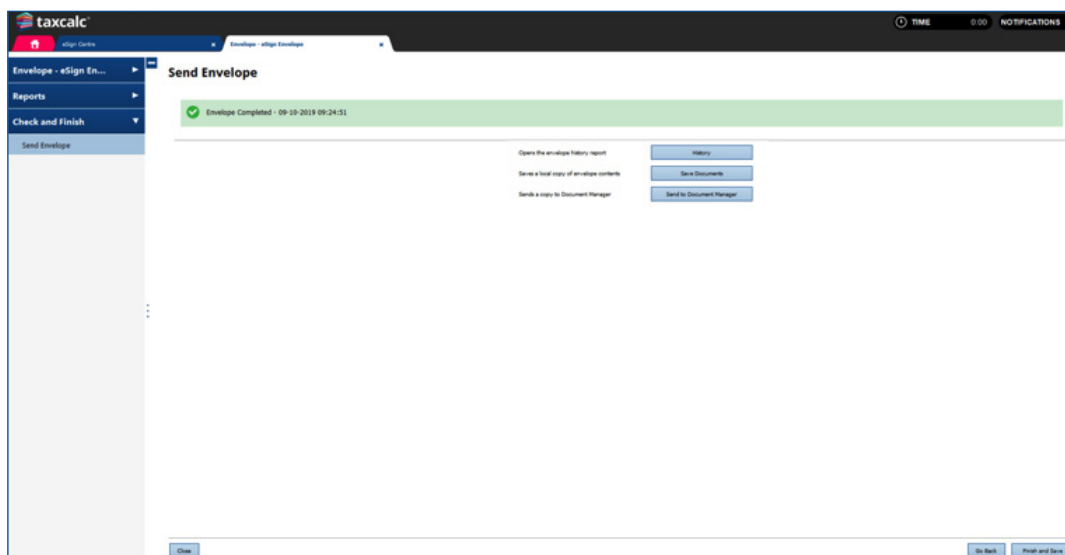 taxcalc
TIME 0:00 NOTIFICATIONS
eSign Centre x Envelope - eSign Envelope x
Envelope - eSign En...
Send Envelope
Reports
Envelope Completed - 09-10-2019 09:24:51
Check and Finish
Send Envelope
Opens the envelope history report History
Saves a local copy of envelope contents Save Documents
Sends a copy to Document Manager Send to Document Manager
Close Go Back Finish and Save